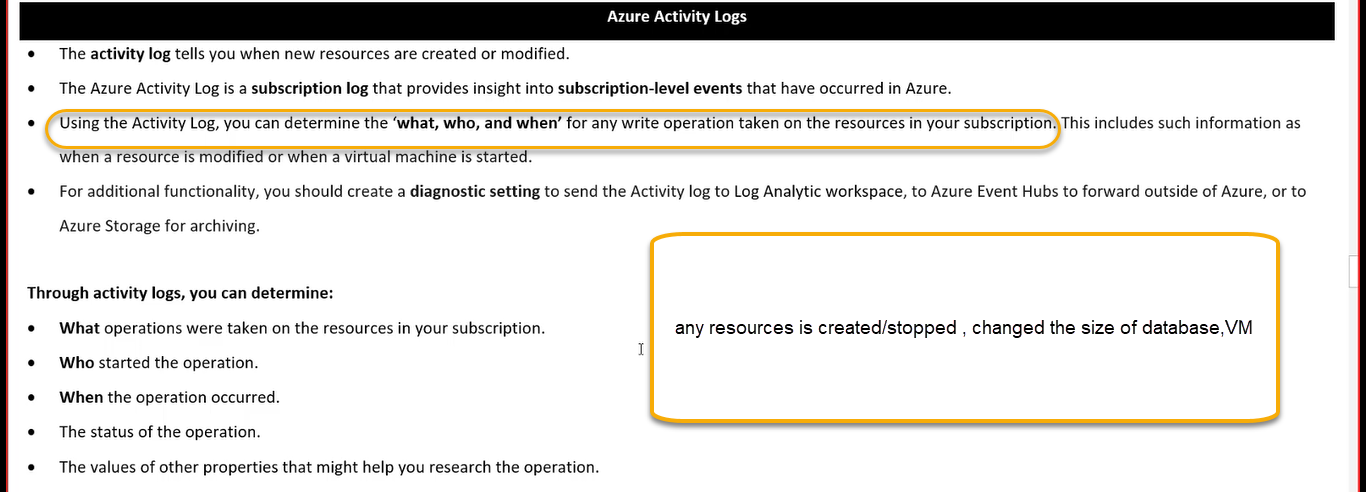 Azure Activity Logs
• The activity log tells you when new resources are created or modified.
• The Azure Activity Log is a subscription log that provides insight into subscription-level events that have occurred in Azure.
• Using the Activity Log, you can determine the ‘what, who, and when’ for any write operation taken on the resources in your subscription. This includes such information as
when a resource is modified or when a virtual machine is started.
• For additional functionality, you should create a diagnostic setting to send the Activity log to Log Analytic workspace, to Azure Event Hubs to forward outside of Azure, or to
Azure Storage for archiving.
Through activity logs, you can determine:
• What operations were taken on the resources in your subscription.
any resources is created/stopped , changed the size of database,VM
• Who started the operation.
• When the operation occurred.
• The status of the operation.
• The values of other properties that might help you research the operation.